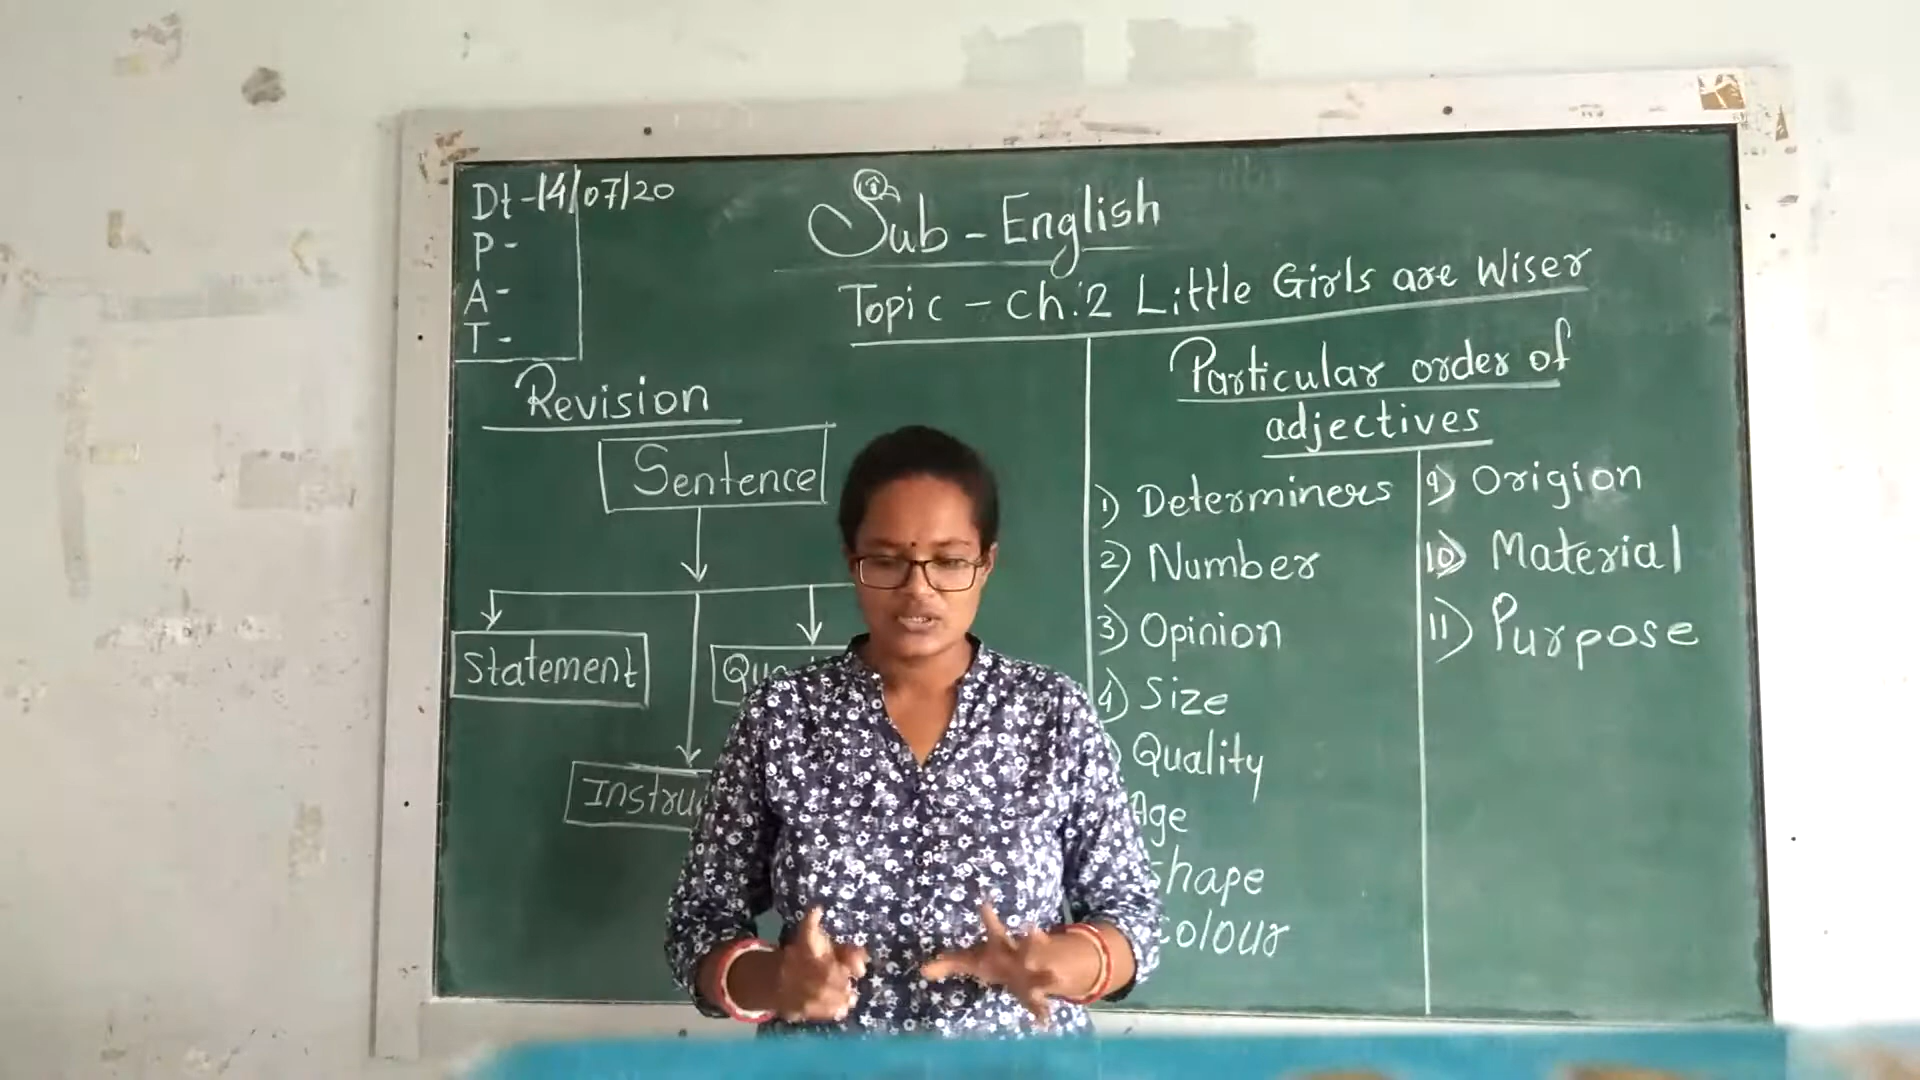 Dt-14/07/20
P-
A-
T-
Sub - English
Topic - Ch:2 Little Girls are Wiser
Revision
Sentence
Statement
Particular order of
adjectives
1) Determiners
2) Number
3) Opinion
4) Size
Quality
Age
Shape
Colour
9) Origion
10) Material
11) Purpose